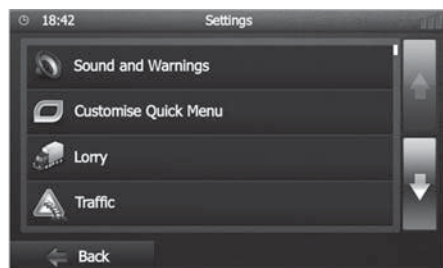 18:42 Settings
Sound and Warnings
Customise Quick Menu
Lorry
Traffic
Back